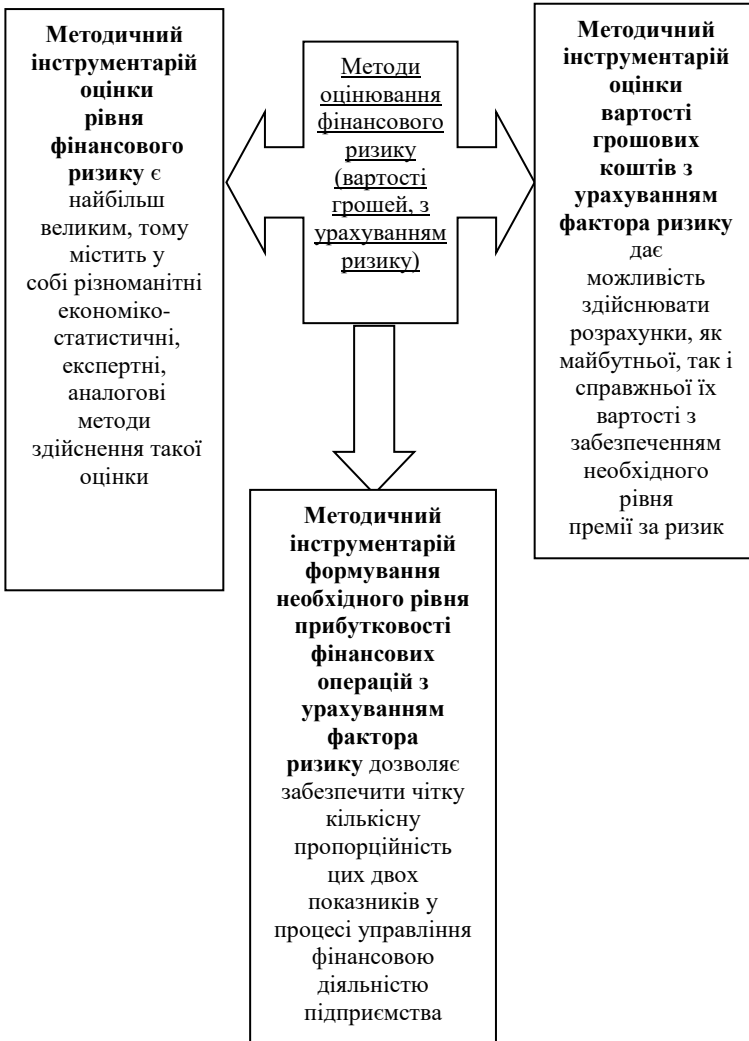 Методичний
інструментарій
оцінки
рівня
фінансового
ризику є
найбільш
великим, тому
містить у
собі різноманітні
економіко-
статистичні,
експертні,
аналогові
методи
здійснення такої
оцінки
Методи
оцінювання
фінансового
ризику
(вартості
грошей, з
урахуванням
ризику)
Методичний
інструментарій
оцінки
вартості
грошових
коштів з
урахуванням
фактора ризику
дає
можливість
здійснювати
розрахунки, як
майбутньої, так і
справжньої їх
вартості з
забезпеченням
необхідного
рівня
премії за ризик
Методичний
інструментарій
формування
необхідного рівня
прибутковості
фінансових
операцій з
урахуванням
фактора
ризику дозволяє
забезпечити чітку
кількісну
пропорційність
цих двох
показників у
процесі управління
фінансовою
діяльністю
підприємства